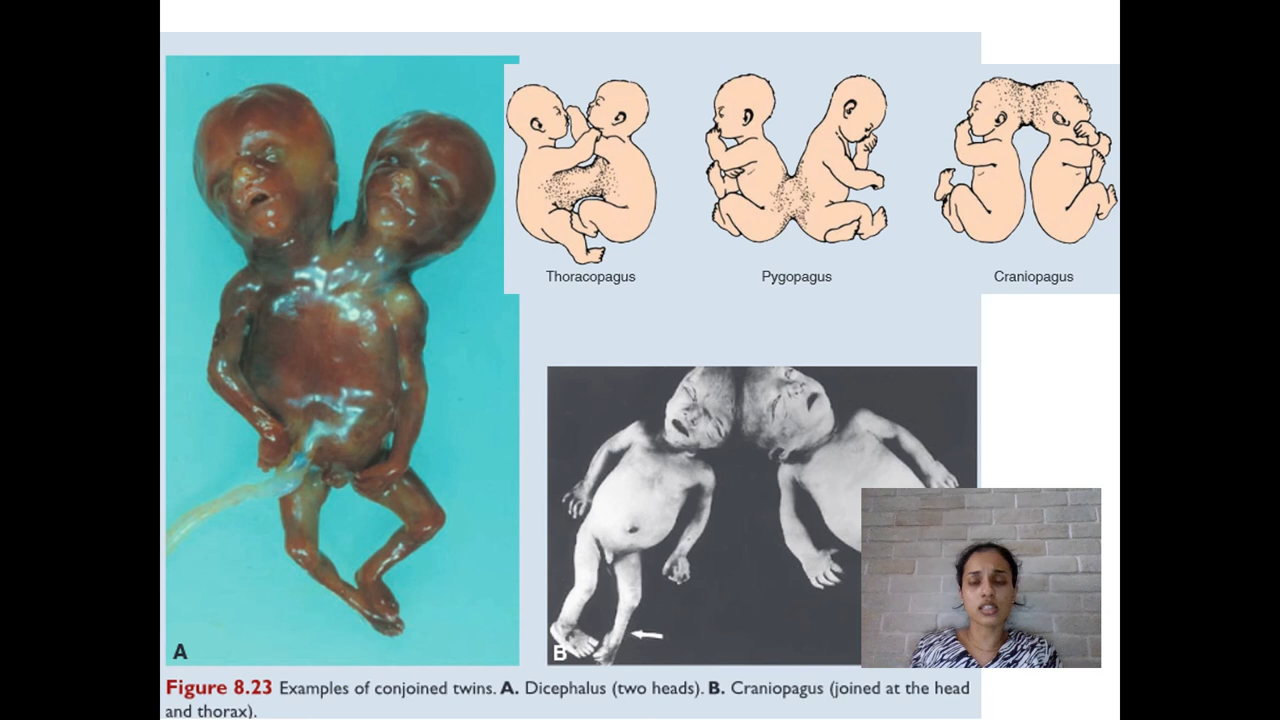 Thoracopagus
Pygopagus
Craniopagus
A
B
Figure 8.23 Examples of conjoined twins. A. Dicephalus (two heads). B. Craniopagus (joined at the head
and thorax).